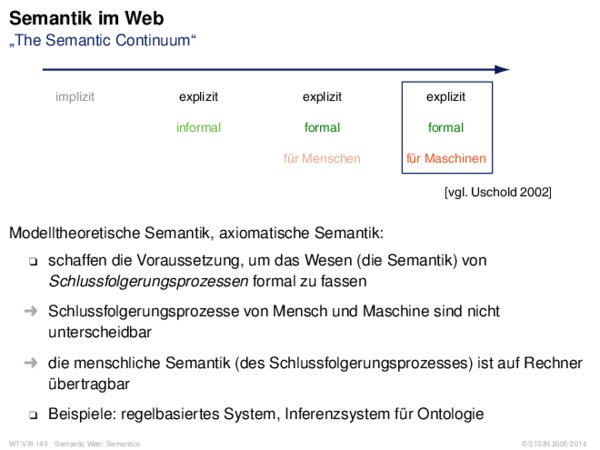 Semantik im Web
„The Semantic Continuum“
implizit explizit explizit explizit
informal formal formal
für Menschen für Maschinen
[vgl. Uschold 2002]
Modelltheoretische Semantik, axiomatische Semantik:
❑ schaffen die Voraussetzung, um das Wesen (die Semantik) von
Schlussfolgerungsprozessen formal zu fassen
➜ Schlussfolgerungsprozesse von Mensch und Maschine sind nicht
unterscheidbar
➜ die menschliche Semantik (des Schlussfolgerungsprozesses) ist auf Rechner
übertragbar
❑ Beispiele: regelbasiertes System, Inferenzsystem für Ontologie
WT:VIII-149 Semantic Web: Semantics © STEIN 2005-2014